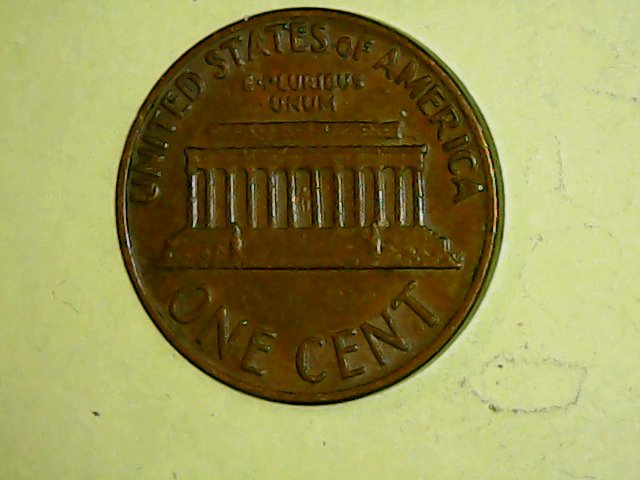 UNITED STATES OF AMERICA
E·PLURIBUS
UNUM
ONE CENT